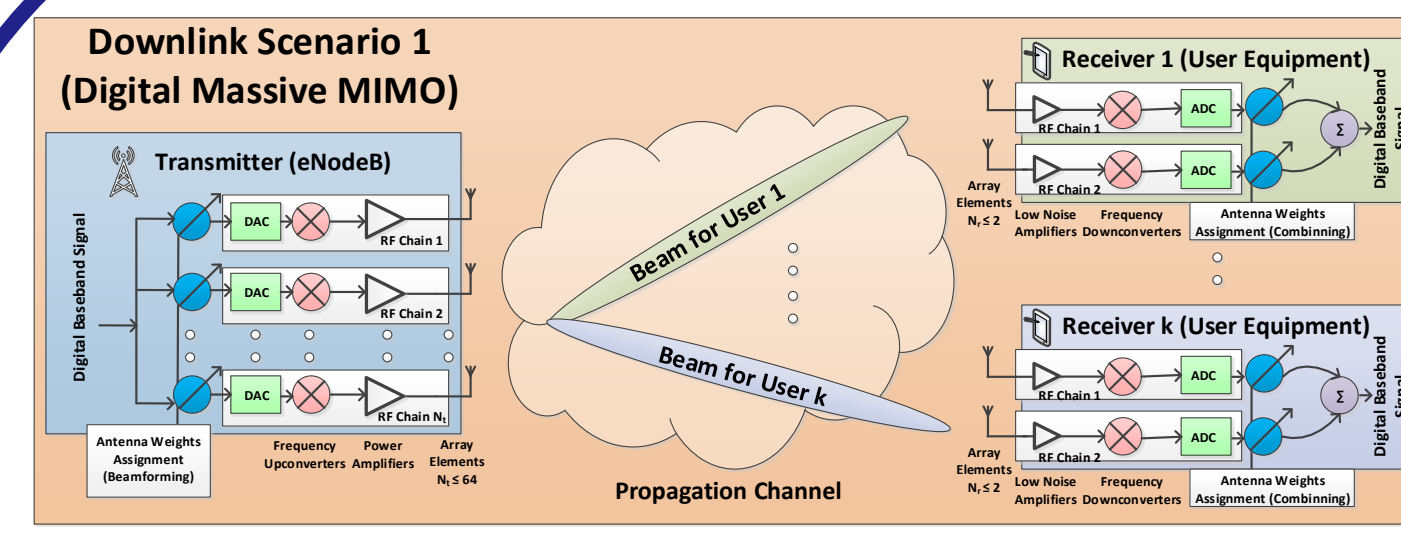 Downlink Scenario 1
(Digital Massive MIMO)
Transmitter (eNodeB)
Digital Baseband Signal
DAC
RF Chain 1
DAC
RF Chain 2
DAC
RF Chain Nt
Antenna Weights
Assignment
(Beamforming)
Frequency
Upconverters
Power
Amplifiers
Array
Elements
Nt ≤ 64
Beam for User 1
Beam for User k
Propagation Channel
Receiver 1 (User Equipment)
RF Chain 1
ADC
RF Chain 2
ADC
Σ
Digital Baseband
Signal
Array
Elements
Nr ≤ 2
Low Noise
Amplifiers
Frequency
Downconverters
Antenna Weights
Assignment (Combinning)
Receiver k (User Equipment)
RF Chain 1
ADC
RF Chain 2
ADC
Σ
Digital Baseband
Signal
Array
Elements
Nr ≤ 2
Low Noise
Amplifiers
Frequency
Downconverters
Antenna Weights
Assignment (Combinning)